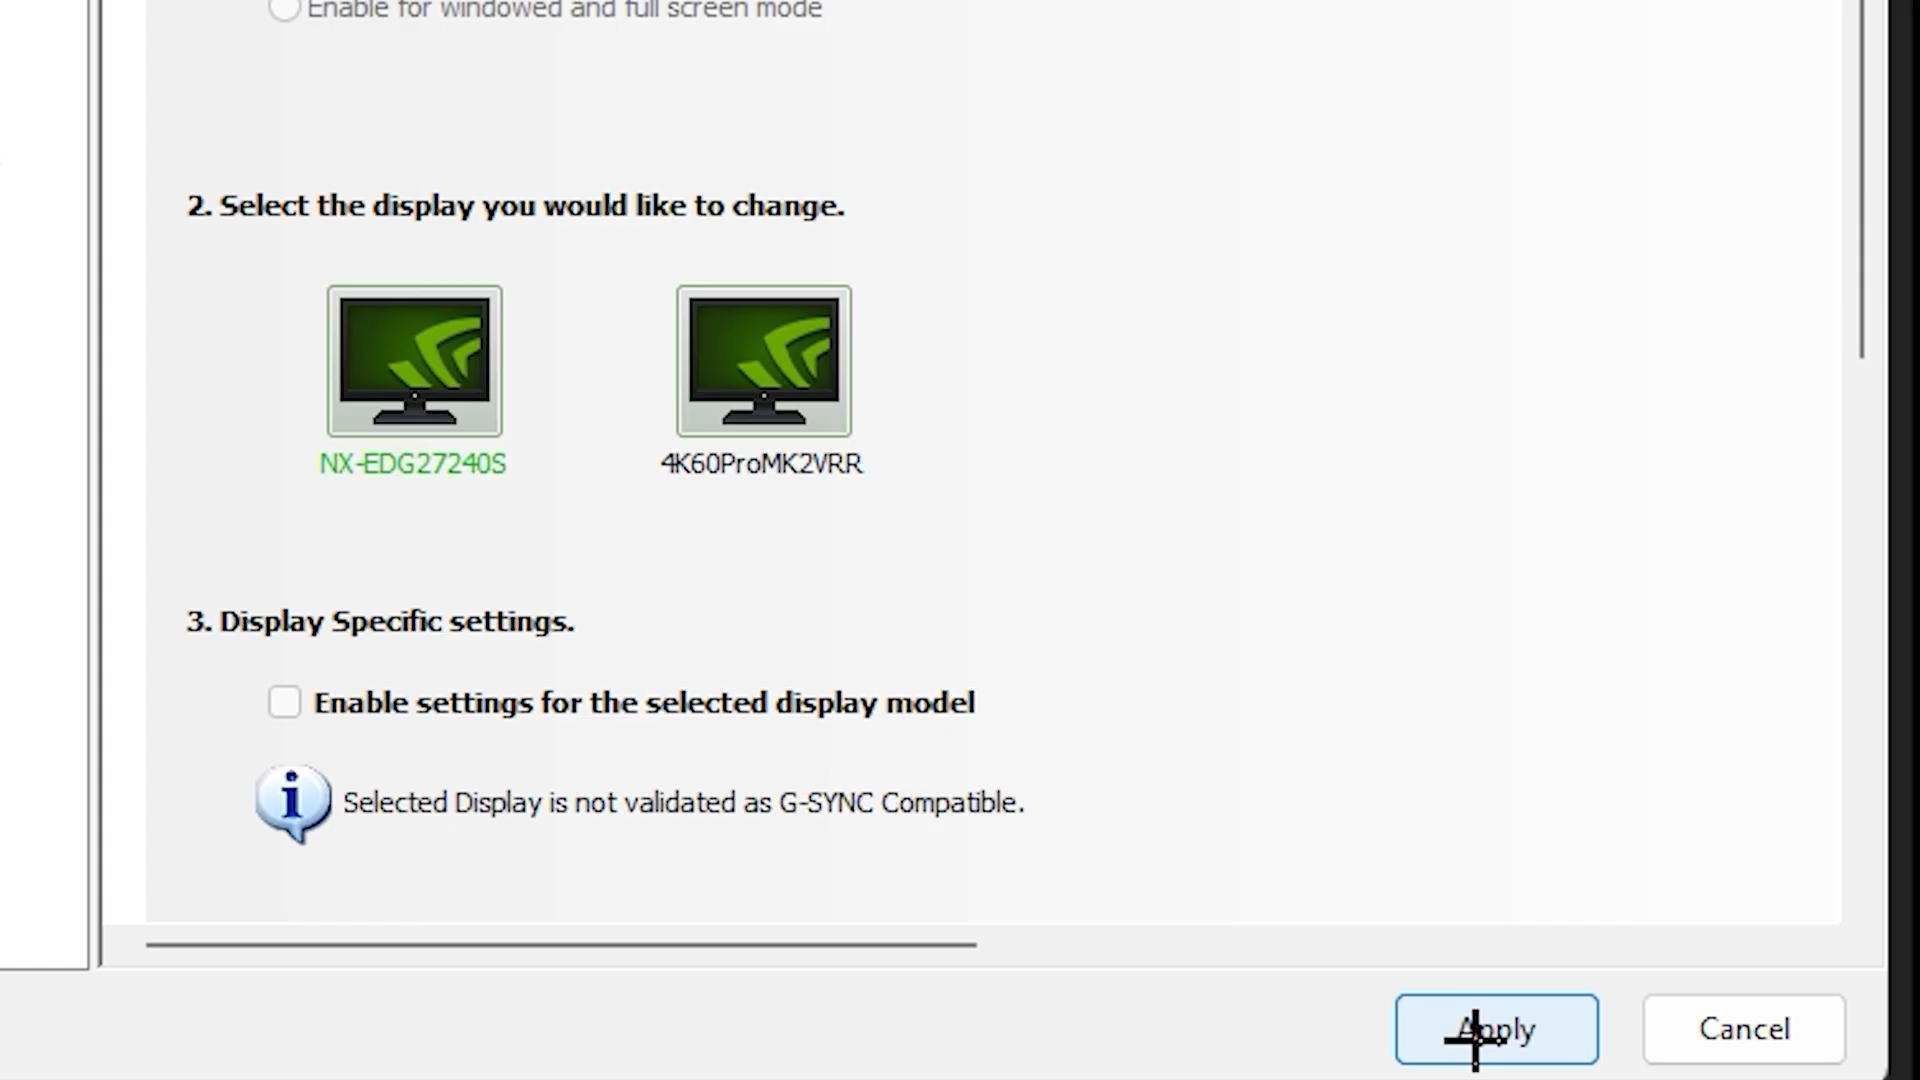 Enable for windowed and full screen mode
2. Select the display you would like to change.
NX-EDG27240S
4K60ProMK2VRR
3. Display Specific settings.
Enable settings for the selected display model
Selected Display is not validated as G-SYNC Compatible.
Apply
Cancel